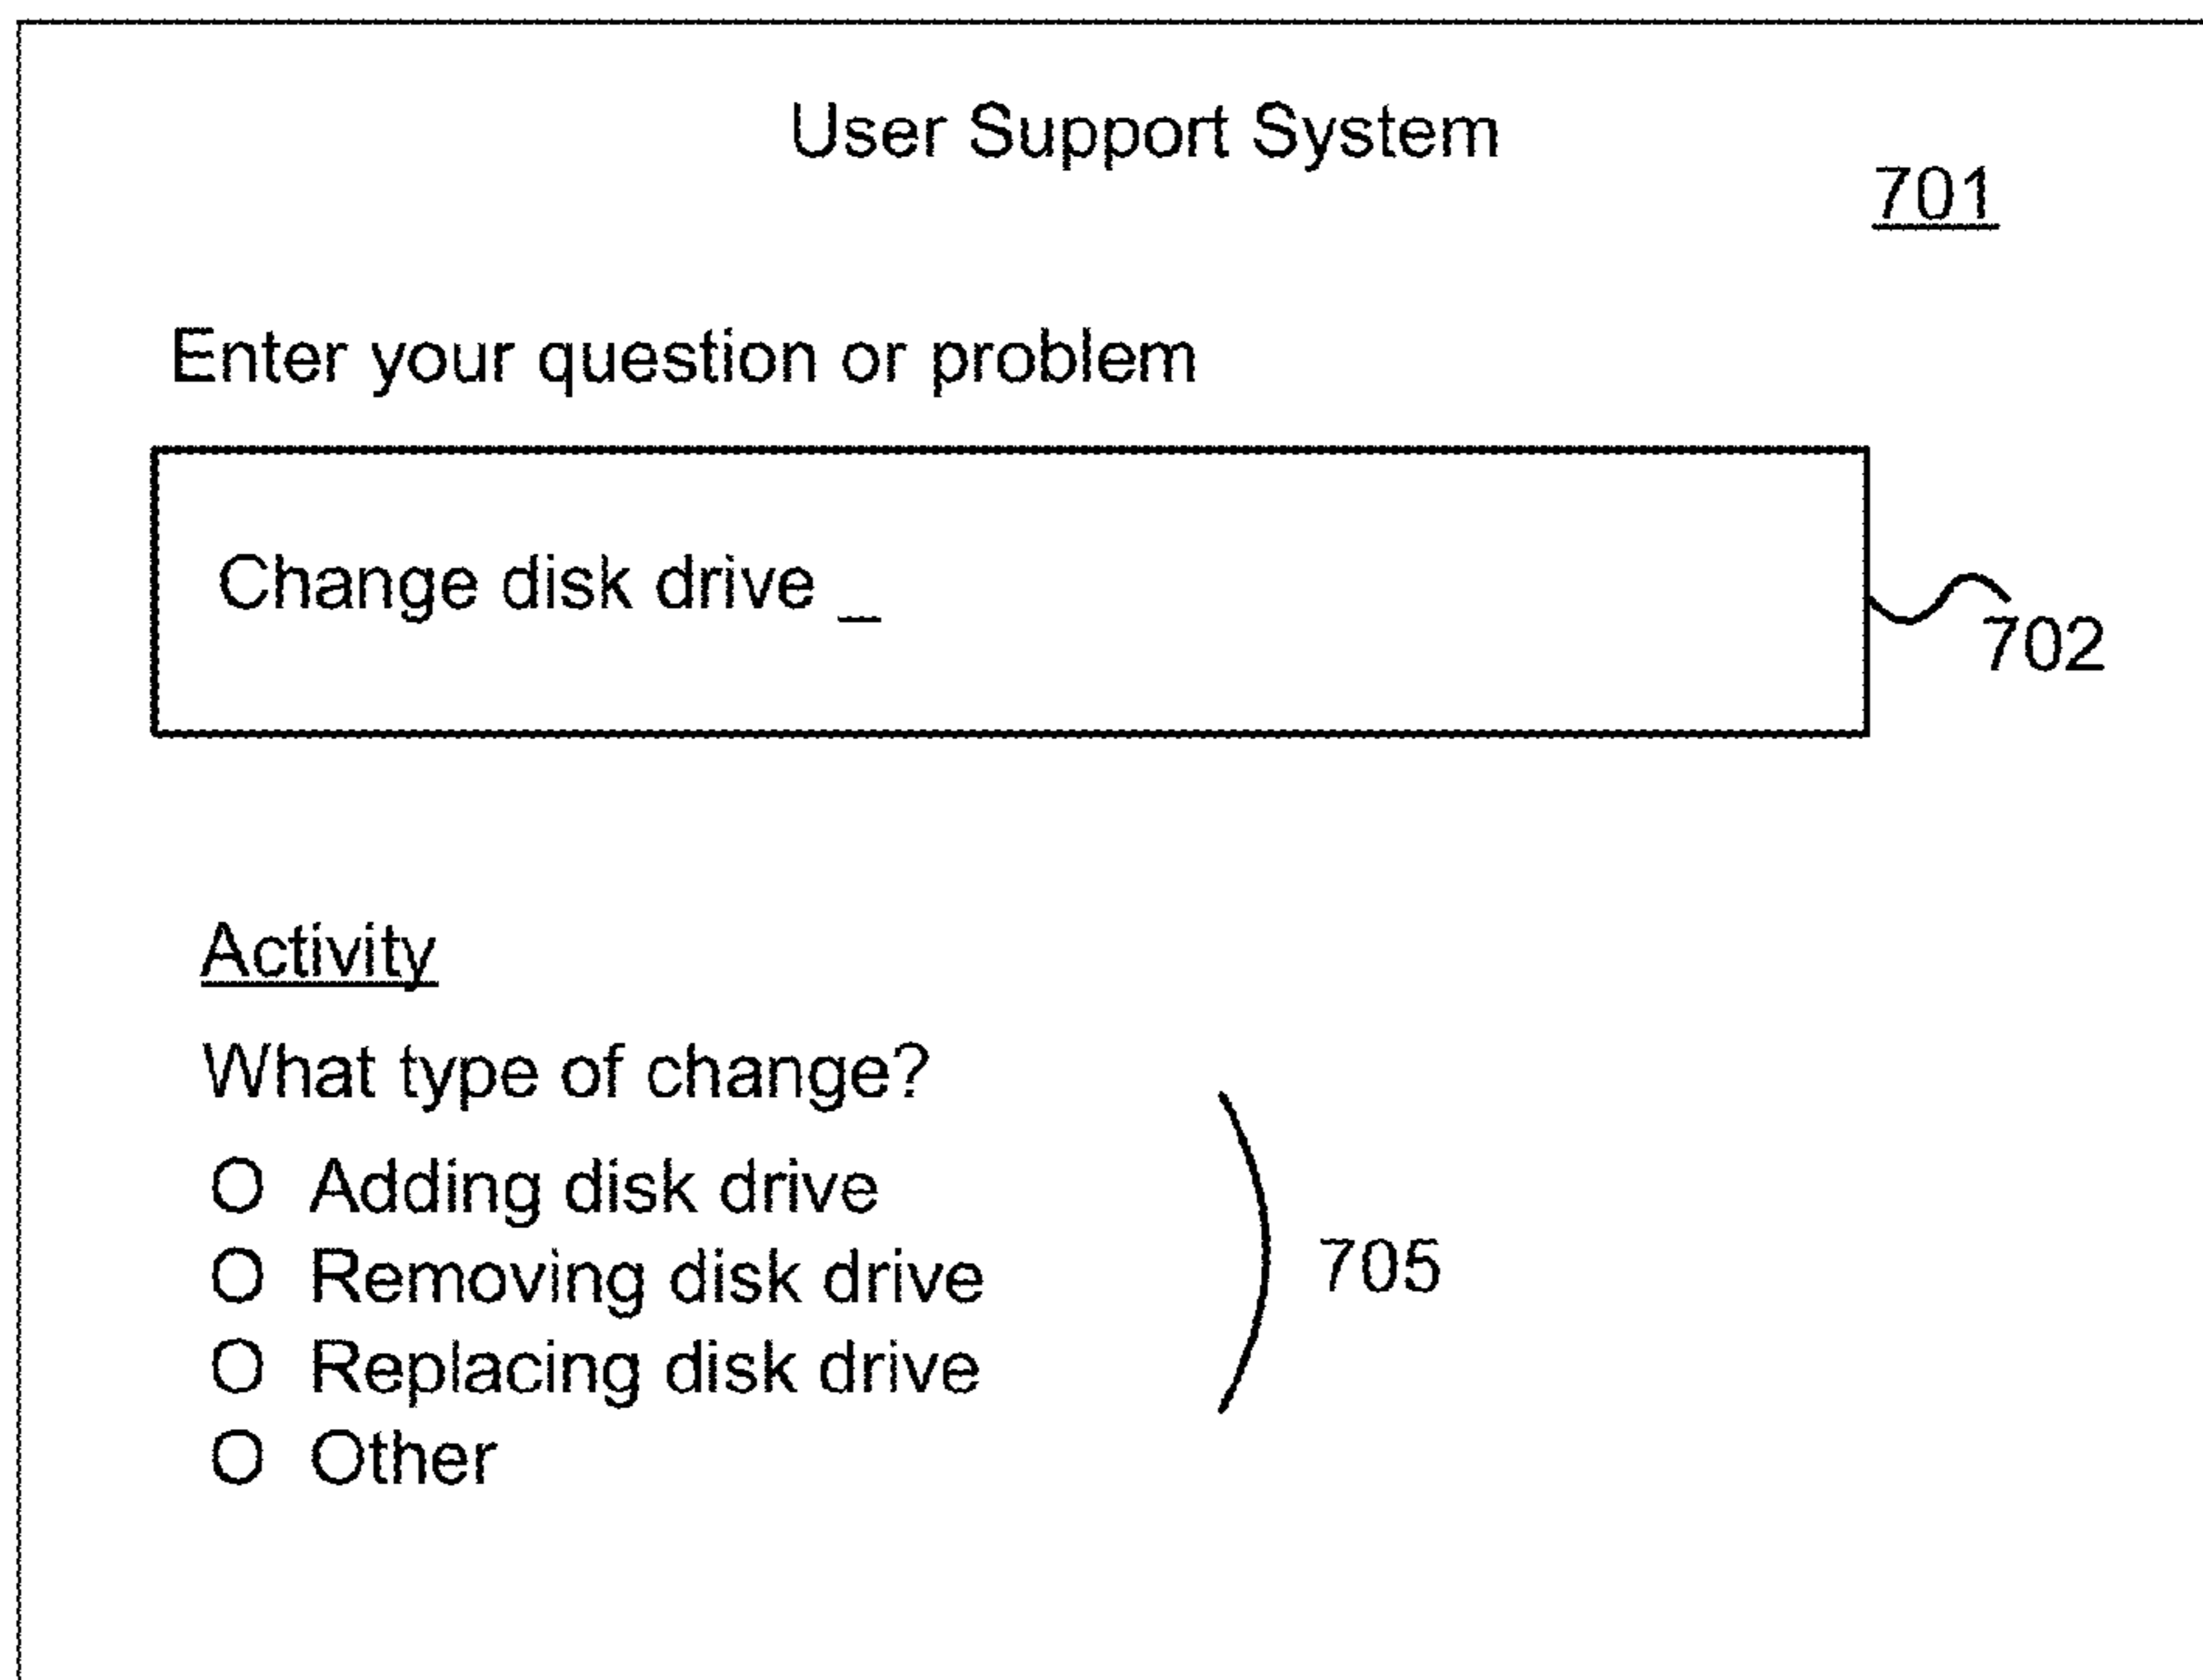 User Support System
701
Enter your question or problem
Change disk drive _
702
Activity
What type of change?
O Adding disk drive
O Removing disk drive
705
O Replacing disk drive
O Other